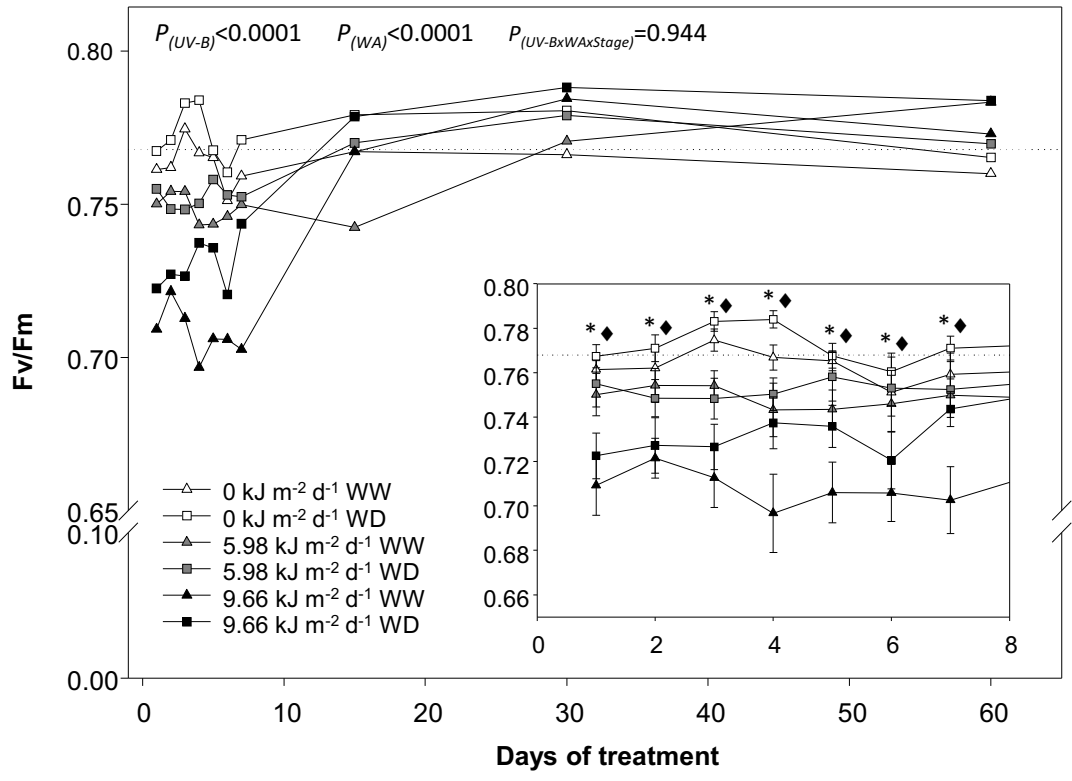 P(UV-B)<0.0001 P(WA)<0.0001 P(UV-BxWAxStage)=0.944
0.80
0.75
0.70
0.65
0.10
0.00
Fv/Fm
0 kJ m-2 d-1 WW
0 kJ m-2 d-1 WD
5.98 kJ m-2 d-1 WW
5.98 kJ m-2 d-1 WD
9.66 kJ m-2 d-1 WW
9.66 kJ m-2 d-1 WD
0.80
0.78
0.76
0.74
0.72
0.70
0.68
0.66
* ♦ * ♦ * ♦ * ♦ * ♦ * ♦ * ♦
0 2 4 6 8
0 10 20 30 40 50 60
Days of treatment